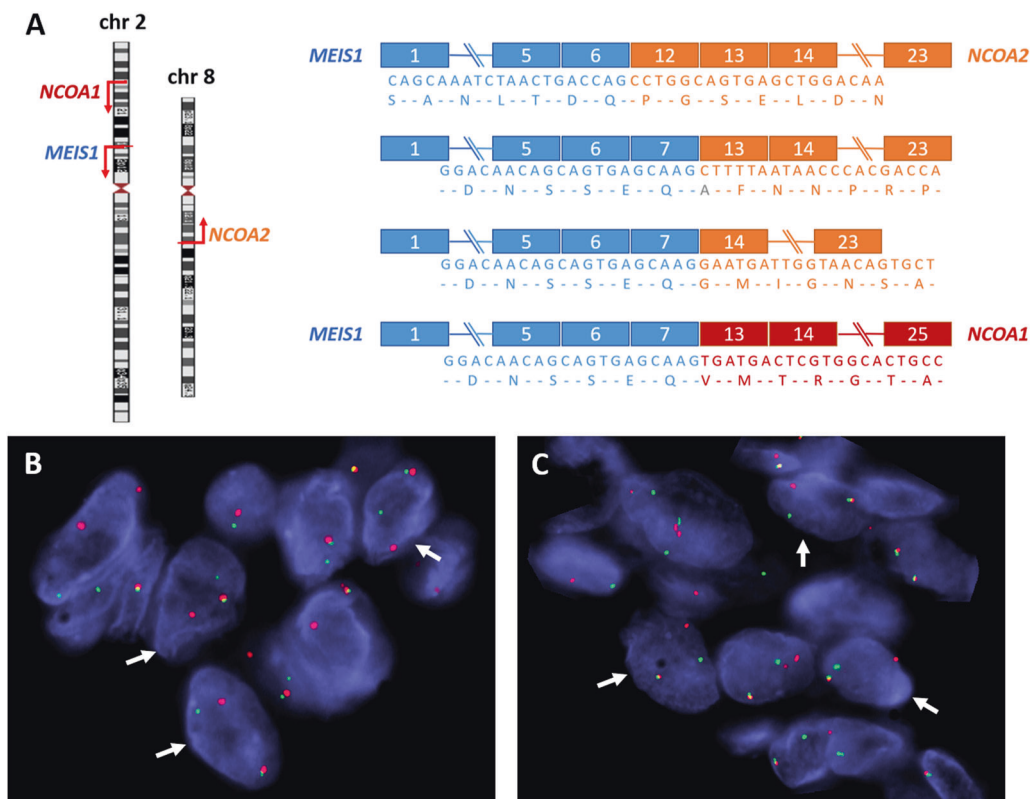 A
chr 2
chr 8
NCOA1
MEIS1
NCOA2
MEIS1 1 5 6 12 13 14 23 NCOA2
CAGCAAATCTAACTGACCAGCCTGGCAGTGAGCTGGACAA
S--A--N--L--T--D--Q--P--G--S--E--L--D--N
1 5 6 7 13 14 23
GGACAACAGCAGTGAGCAAGCTTTTAATAACCCACGACCA
--D--N--S--S--E--Q--A--F--N--N--P--R--P-
1 5 6 7 14 23
GGACAACAGCAGTGAGCAAGGAATGATTGGTAACAGTGCT
--D--N--S--S--E--Q--G--M--I--G--N--S--A-
MEIS1 1 5 6 7 13 14 25 NCOA1
GGACAACAGCAGTGAGCAAGTGATGACTCGTGGCACTGCC
--D--N--S--S--E--Q--V--M--T--R--G--T--A-
B
C